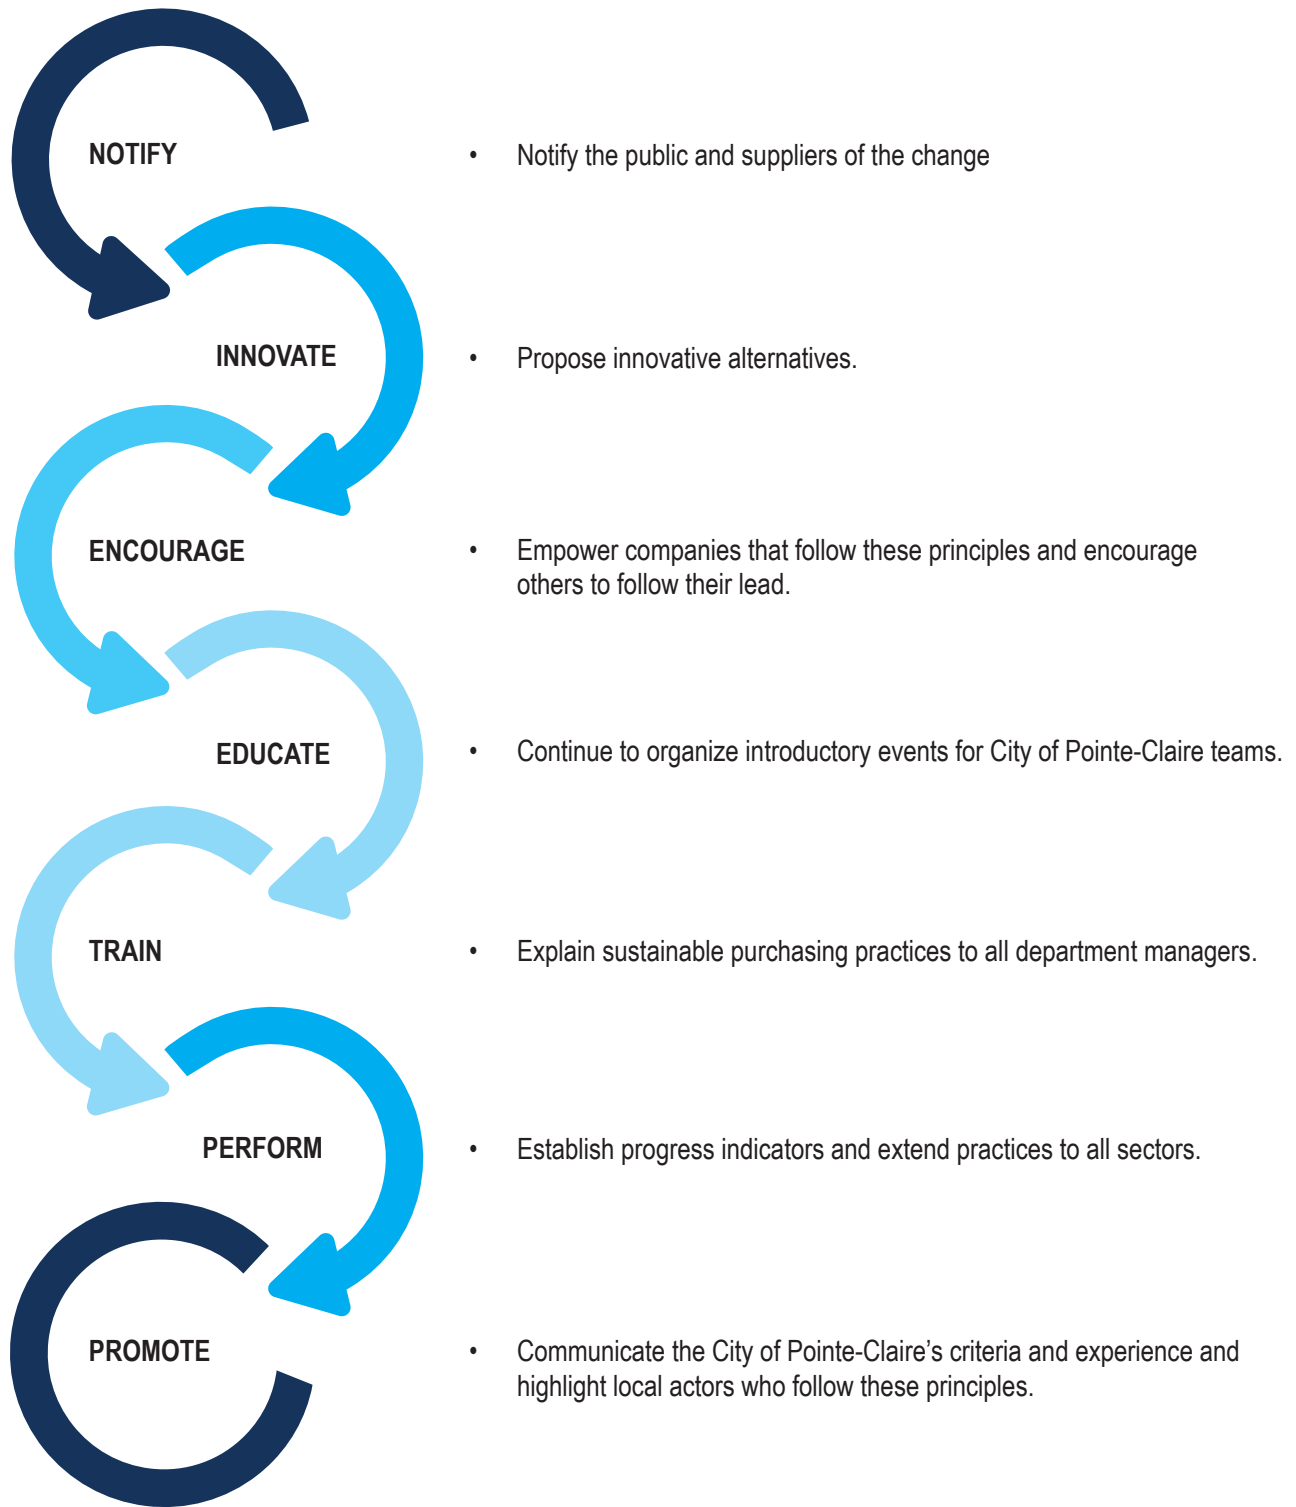 NOTIFY
• Notify the public and suppliers of the change
INNOVATE
• Propose innovative alternatives.
ENCOURAGE
• Empower companies that follow these principles and encourage
others to follow their lead.
EDUCATE
• Continue to organize introductory events for City of Pointe-Claire teams.
TRAIN
• Explain sustainable purchasing practices to all department managers.
PERFORM
• Establish progress indicators and extend practices to all sectors.
PROMOTE
• Communicate the City of Pointe-Claire’s criteria and experience and
highlight local actors who follow these principles.